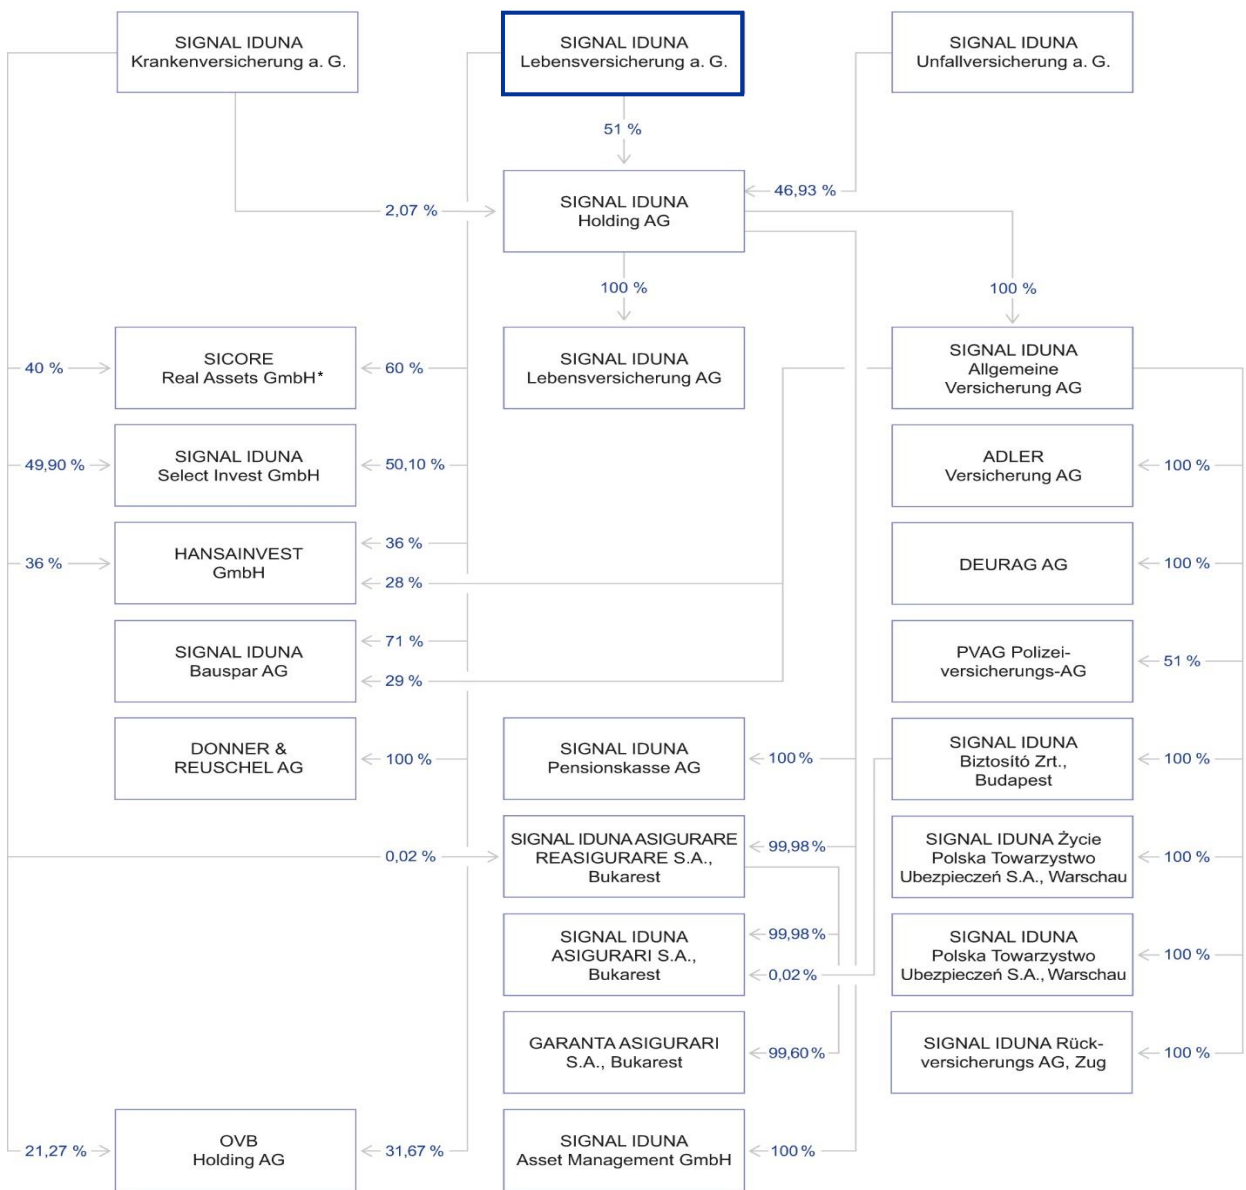 SIGNAL IDUNA
Krankenversicherung a. G.
SIGNAL IDUNA
Lebensversicherung a. G.
SIGNAL IDUNA
Unfallversicherung a. G.
51 %
46,93 %
2,07 %
SIGNAL IDUNA
Holding AG
100 %
100 %
40 %
SICORE
Real Assets GmbH*
60 %
SIGNAL IDUNA
Lebensversicherung AG
SIGNAL IDUNA
Allgemeine
Versicherung AG
49,90 %
SIGNAL IDUNA
Select Invest GmbH
50,10 %
ADLER
Versicherung AG
100 %
36 %
HANSAINVEST
GmbH
36 %
28 %
DEURAG AG
100 %
SIGNAL IDUNA
Bauspar AG
71 %
29 %
PVAG Polizei-
versicherungs-AG
51 %
DONNER &
REUSCHEL AG
100 %
SIGNAL IDUNA
Pensionskasse AG
100 %
SIGNAL IDUNA
Biztosító Zrt.,
Budapest
100 %
0,02 %
SIGNAL IDUNA ASIGURARE
REASIGURARE S.A.,
Bukarest
99,98 %
SIGNAL IDUNA Życie
Polska Towarzystwo
Ubezpieczeń S.A., Warschau
100 %
SIGNAL IDUNA
ASIGURARI S.A.,
Bukarest
99,98 %
0,02 %
SIGNAL IDUNA
Polska Towarzystwo
Ubezpieczeń S.A., Warschau
100 %
GARANTA ASIGURARI
S.A., Bukarest
99,60 %
SIGNAL IDUNA Rück-
versicherungs AG, Zug
100 %
21,27 %
OVB
Holding AG
31,67 %
SIGNAL IDUNA
Asset Management GmbH
100 %